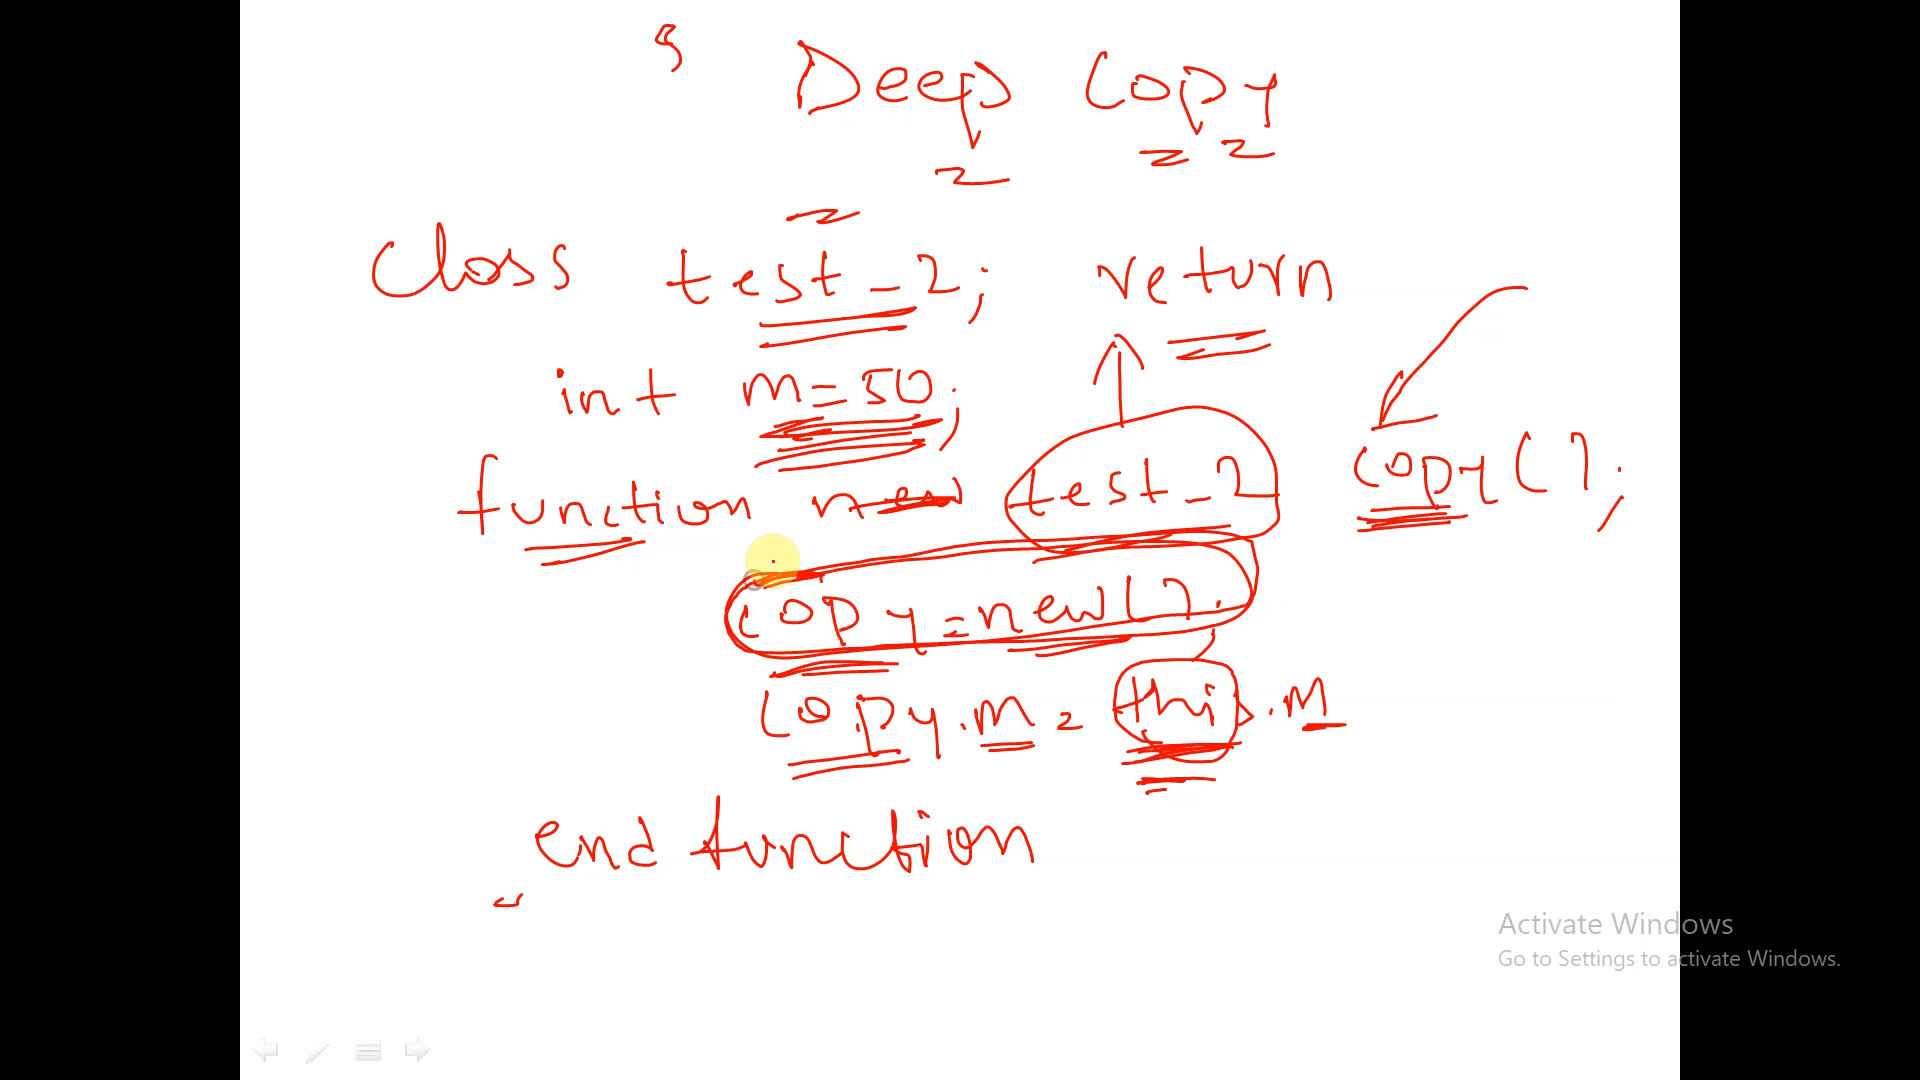 Deep Copy
Class test_2; return
int m=50;
function new test_2 copy();
copy=new();
copy.m = this.m
end function
Activate Windows
Go to Settings to activate Windows.